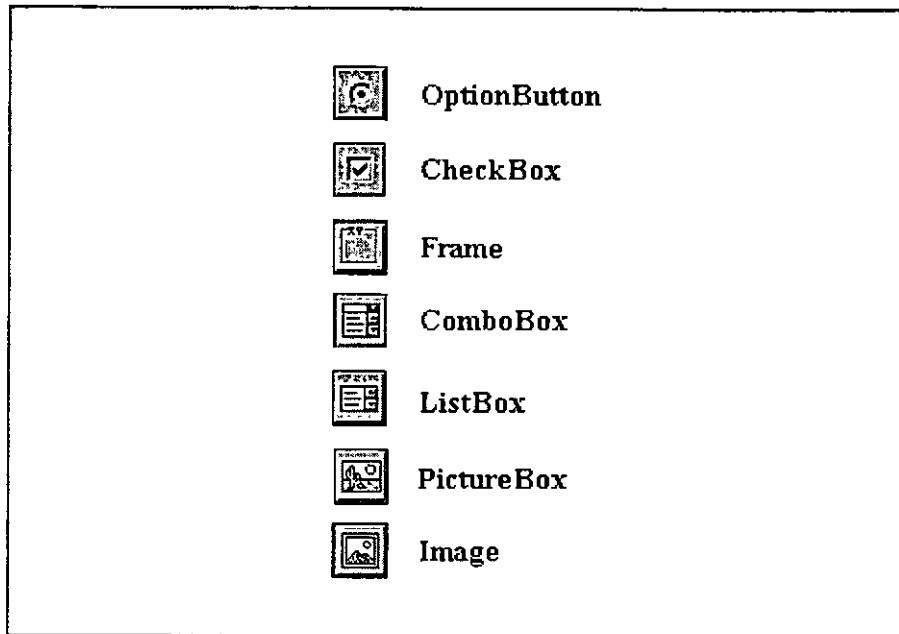 OptionButton
CheckBox
Frame
ComboBox
ListBox
PictureBox
Image